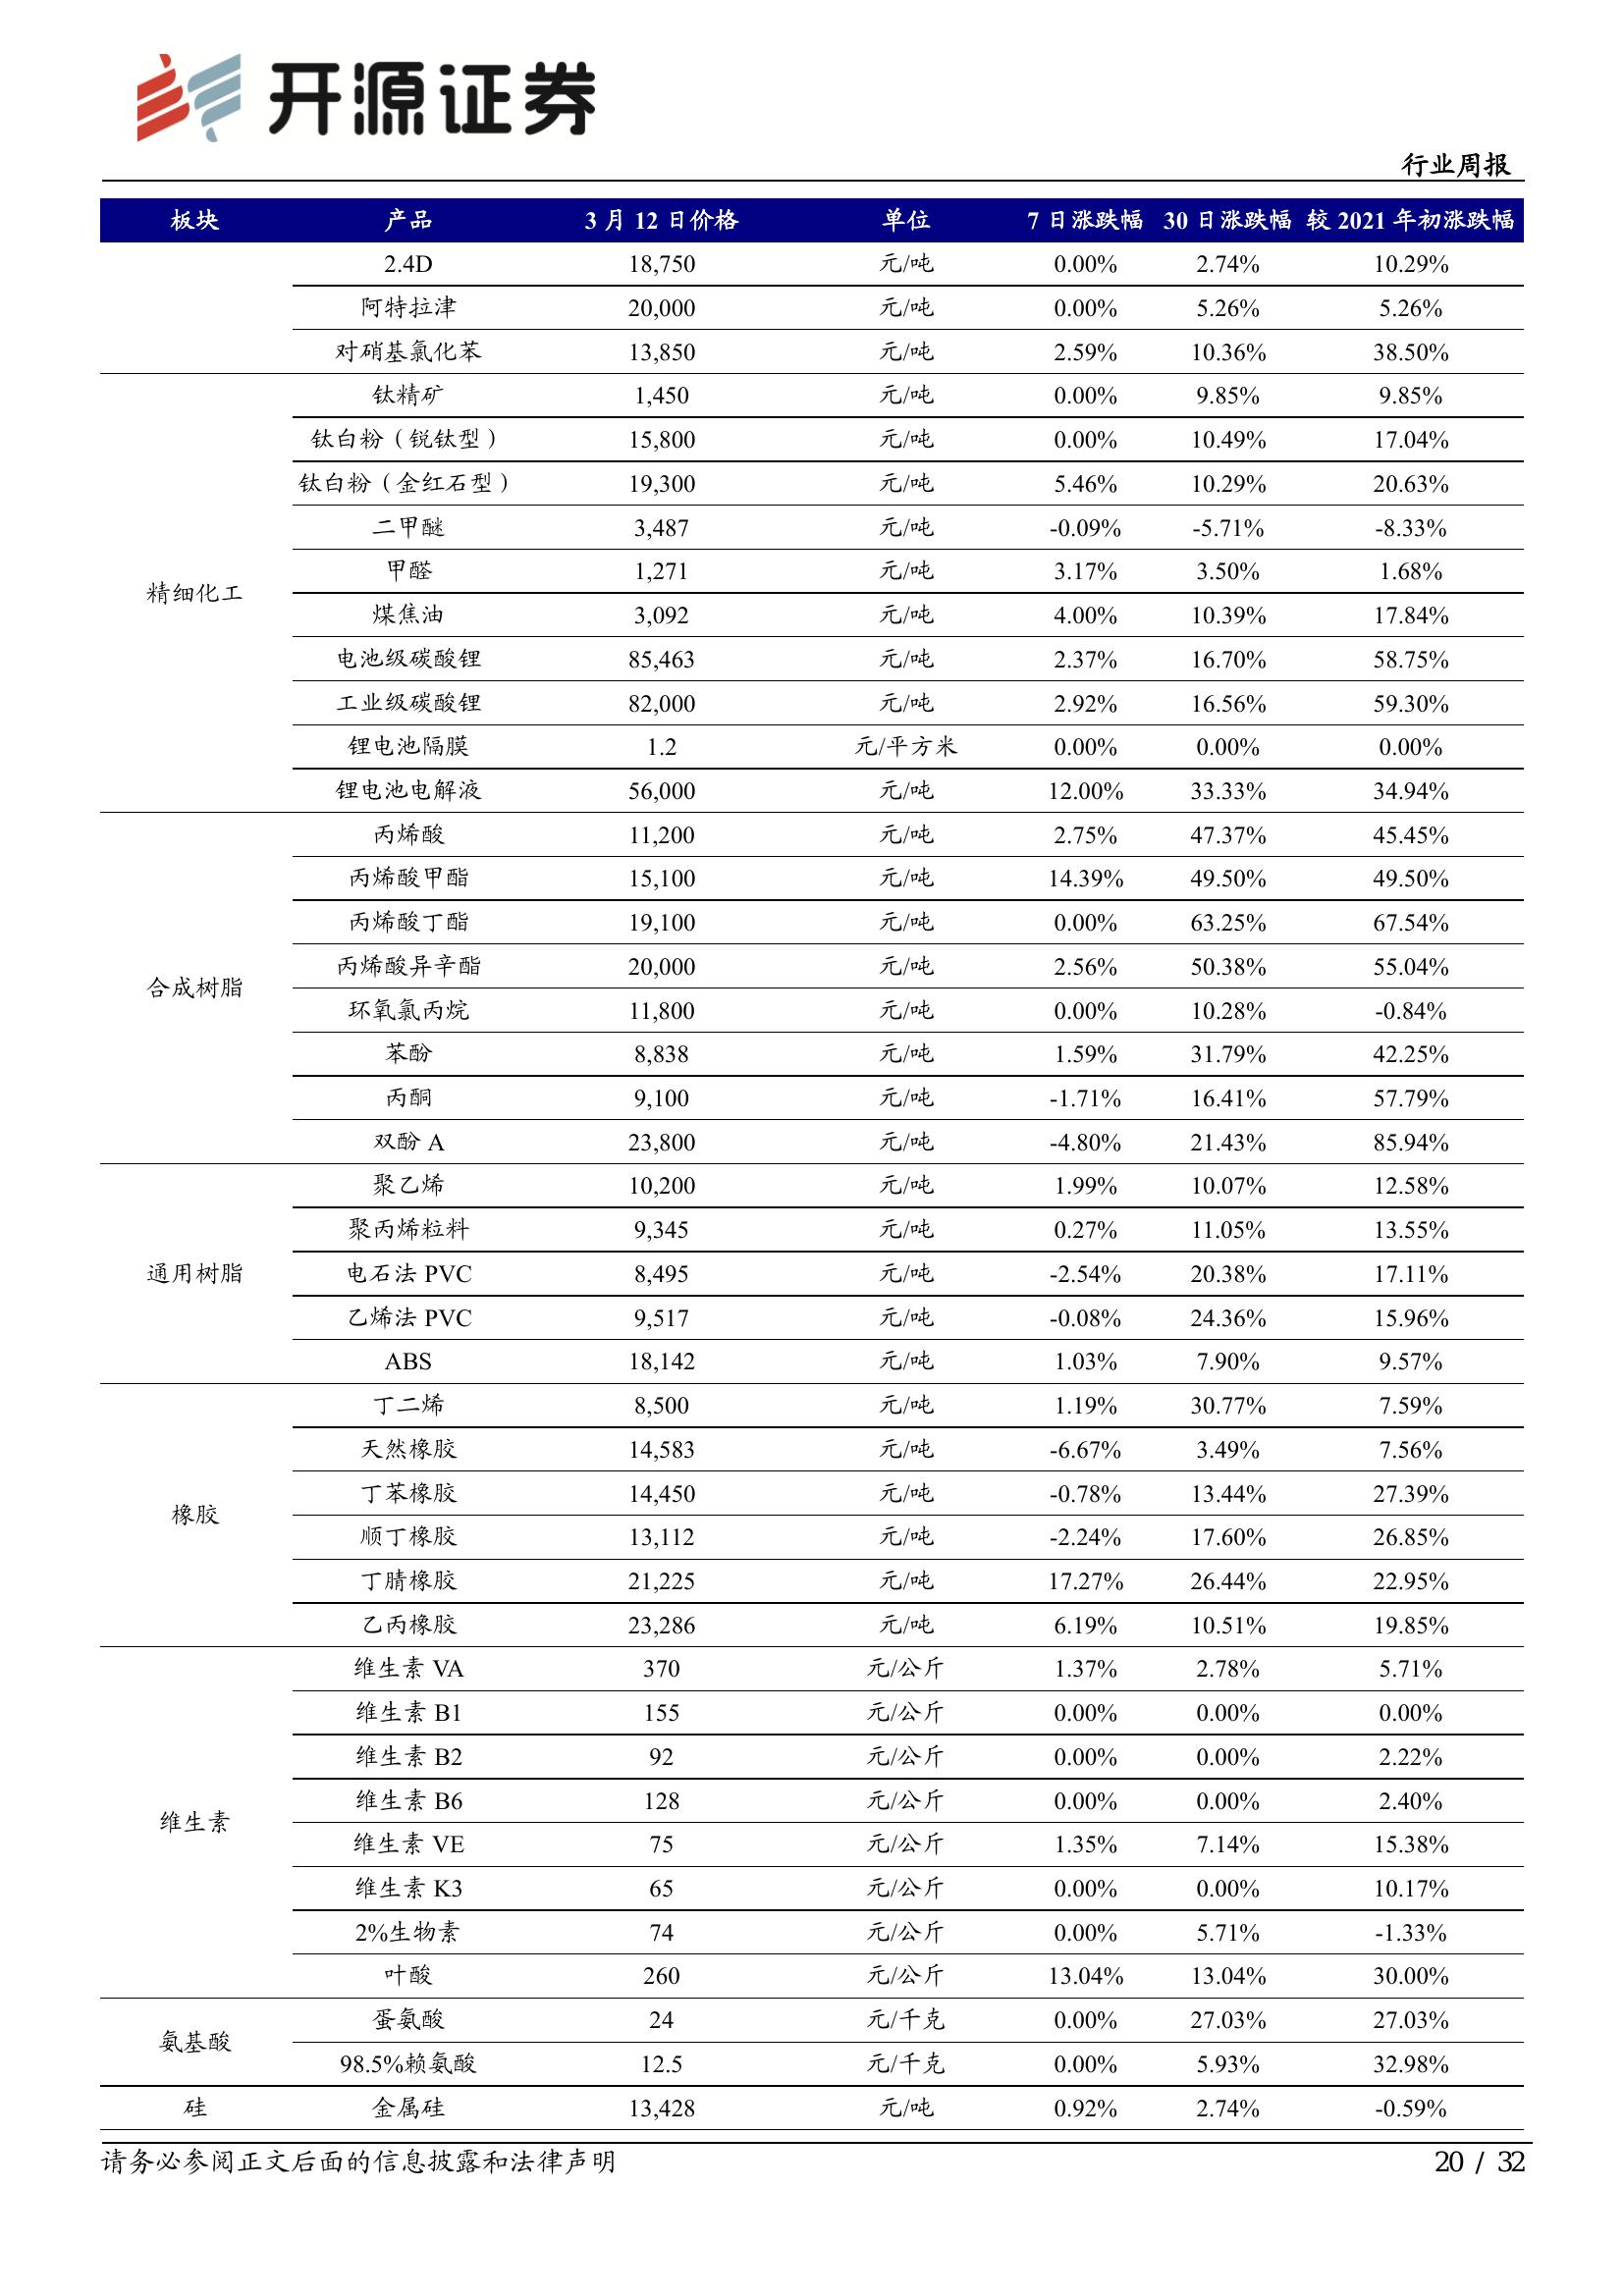 开源证券
行业周报
板块 产品 3 月 12 日价格 单位 7 日涨跌幅 30 日涨跌幅 较 2021 年初涨跌幅
2.4D 18,750 元/吨 0.00% 2.74% 10.29%
阿特拉津 20,000 元/吨 0.00% 5.26% 5.26%
对硝基氯化苯 13,850 元/吨 2.59% 10.36% 38.50%
精细化工 钛精矿 1,450 元/吨 0.00% 9.85% 9.85%
钛白粉（锐钛型） 15,800 元/吨 0.00% 10.49% 17.04%
钛白粉（金红石型） 19,300 元/吨 5.46% 10.29% 20.63%
二甲醚 3,487 元/吨 -0.09% -5.71% -8.33%
甲醛 1,271 元/吨 3.17% 3.50% 1.68%
煤焦油 3,092 元/吨 4.00% 10.39% 17.84%
电池级碳酸锂 85,463 元/吨 2.37% 16.70% 58.75%
工业级碳酸锂 82,000 元/吨 2.92% 16.56% 59.30%
锂电池隔膜 1.2 元/平方米 0.00% 0.00% 0.00%
锂电池电解液 56,000 元/吨 12.00% 33.33% 34.94%
合成树脂 丙烯酸 11,200 元/吨 2.75% 47.37% 45.45%
丙烯酸甲酯 15,100 元/吨 14.39% 49.50% 49.50%
丙烯酸丁酯 19,100 元/吨 0.00% 63.25% 67.54%
丙烯酸异辛酯 20,000 元/吨 2.56% 50.38% 55.04%
环氧氯丙烷 11,800 元/吨 0.00% 10.28% -0.84%
苯酚 8,838 元/吨 1.59% 31.79% 42.25%
丙酮 9,100 元/吨 -1.71% 16.41% 57.79%
双酚 A 23,800 元/吨 -4.80% 21.43% 85.94%
通用树脂 聚乙烯 10,200 元/吨 1.99% 10.07% 12.58%
聚丙烯粒料 9,345 元/吨 0.27% 11.05% 13.55%
电石法 PVC 8,495 元/吨 -2.54% 20.38% 17.11%
乙烯法 PVC 9,517 元/吨 -0.08% 24.36% 15.96%
ABS 18,142 元/吨 1.03% 7.90% 9.57%
橡胶 丁二烯 8,500 元/吨 1.19% 30.77% 7.59%
天然橡胶 14,583 元/吨 -6.67% 3.49% 7.56%
丁苯橡胶 14,450 元/吨 -0.78% 13.44% 27.39%
顺丁橡胶 13,112 元/吨 -2.24% 17.60% 26.85%
丁腈橡胶 21,225 元/吨 17.27% 26.44% 22.95%
乙丙橡胶 23,286 元/吨 6.19% 10.51% 19.85%
维生素 维生素 VA 370 元/公斤 1.37% 2.78% 5.71%
维生素 B1 155 元/公斤 0.00% 0.00% 0.00%
维生素 B2 92 元/公斤 0.00% 0.00% 2.22%
维生素 B6 128 元/公斤 0.00% 0.00% 2.40%
维生素 VE 75 元/公斤 1.35% 7.14% 15.38%
维生素 K3 65 元/公斤 0.00% 0.00% 10.17%
2%生物素 74 元/公斤 0.00% 5.71% -1.33%
叶酸 260 元/公斤 13.04% 13.04% 30.00%
氨基酸 蛋氨酸 24 元/千克 0.00% 27.03% 27.03%
98.5%赖氨酸 12.5 元/千克 0.00% 5.93% 32.98%
硅 金属硅 13,428 元/吨 0.92% 2.74% -0.59%
请务必参阅正文后面的信息披露和法律声明 20 / 32